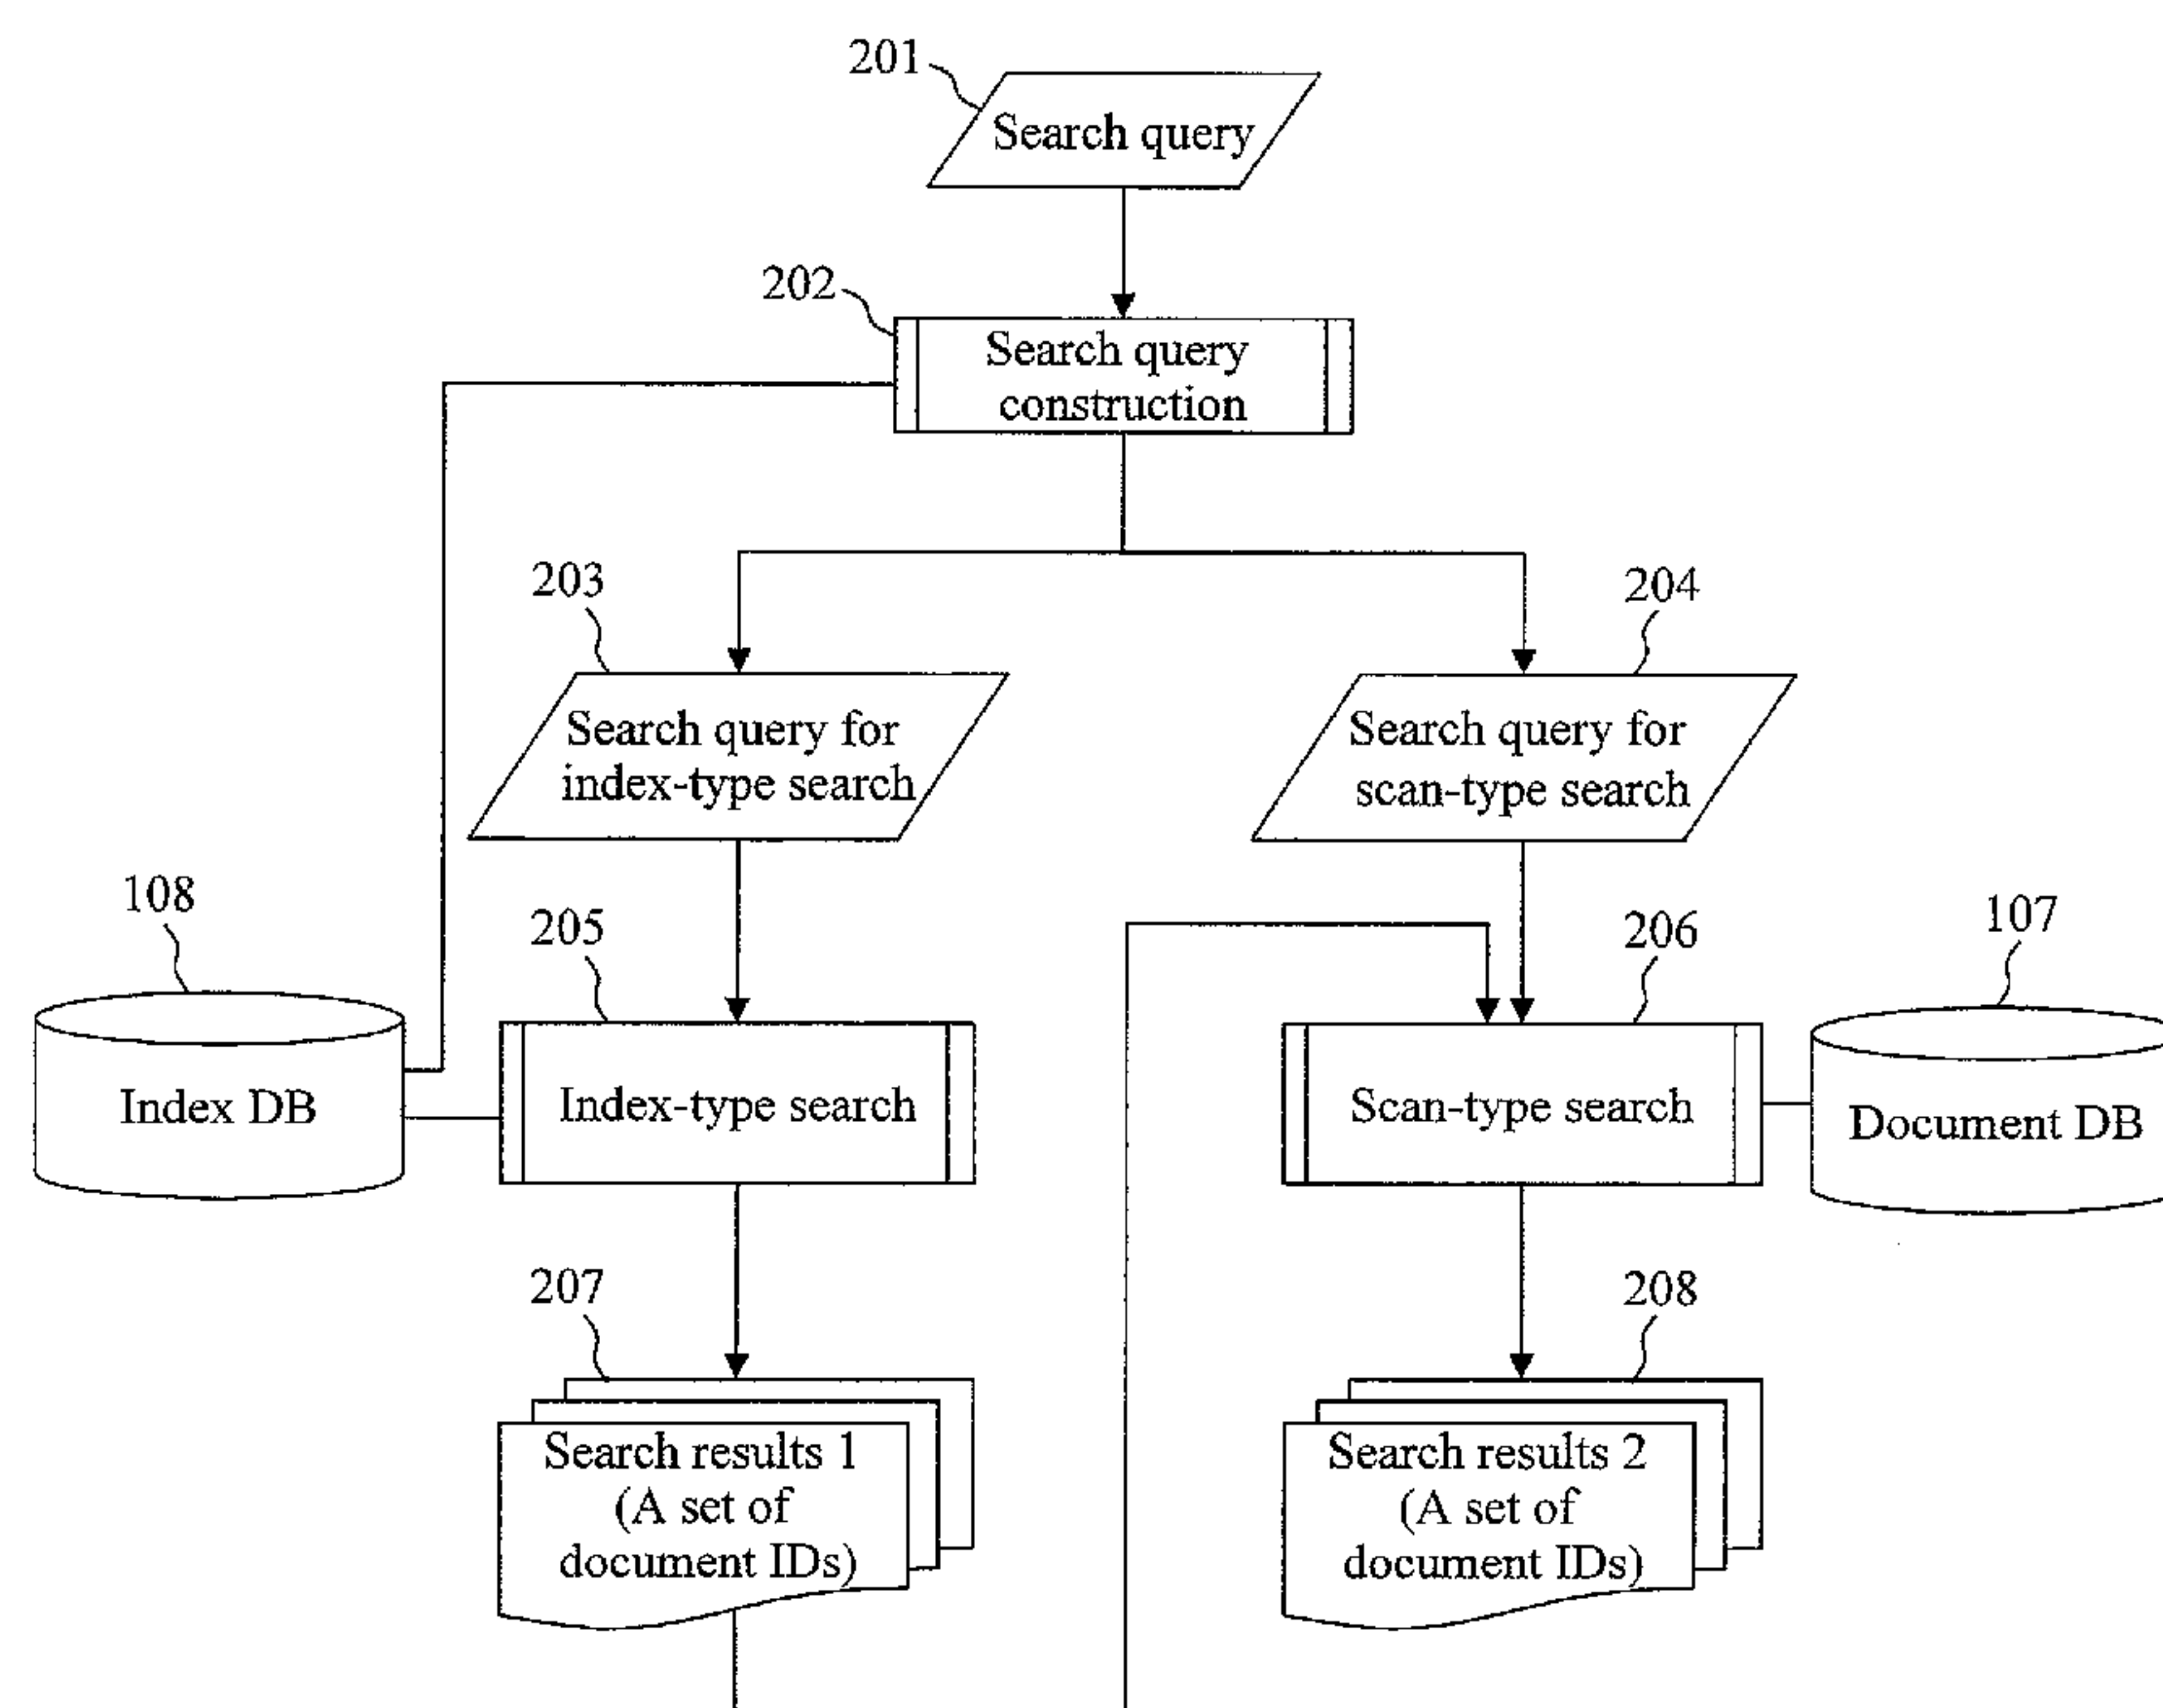 201
Search query
202
Search query
construction
203
204
Search query for
index-type search
Search query for
scan-type search
108
205
206
107
Index DB
Index-type search
Scan-type search
Document DB
207
208
Search results 1
(A set of
document IDs)
Search results 2
(A set of
document IDs)